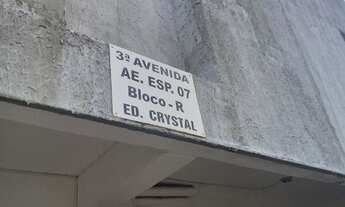 3ª AVENIDA
AE. ESP. 07
Bloco - R
ED. CRYSTAL